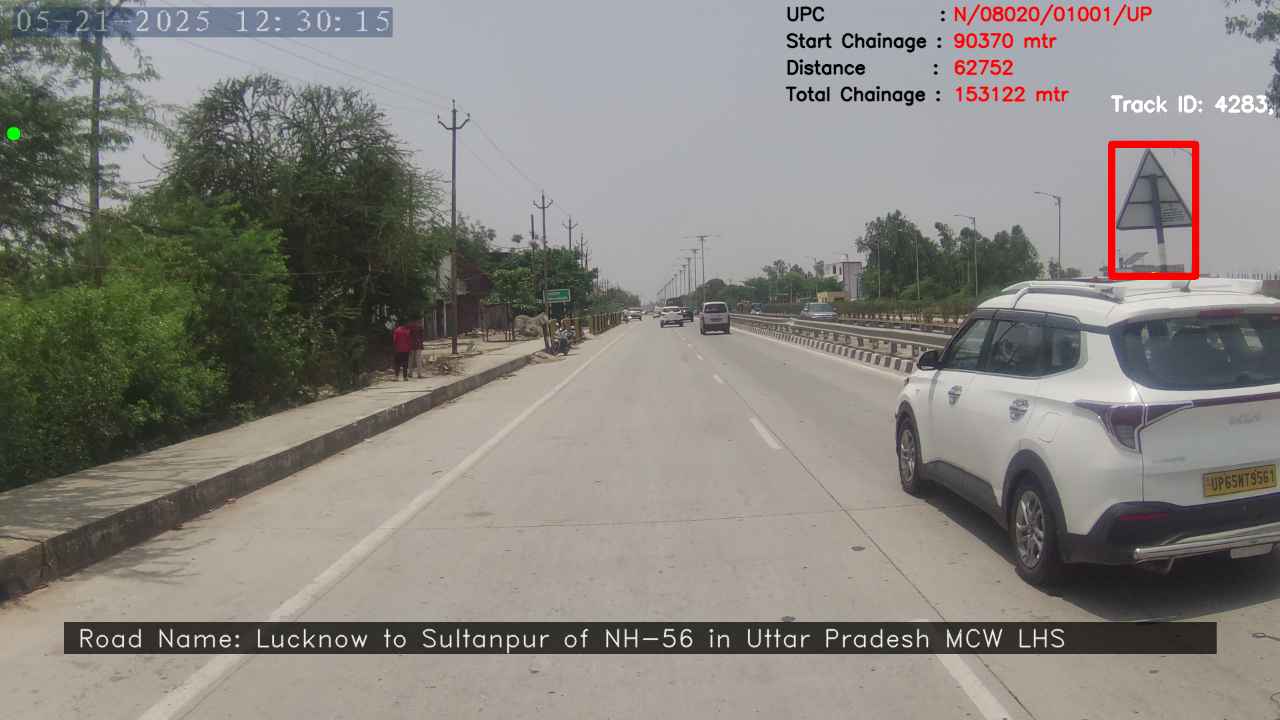 05-21-2025 12:30:15
UPC : N/08020/01001/UP
Start Chainage : 90370 mtr
Distance : 62752
Total Chainage : 153122 mtr
Track ID: 4283,
UP65NT9561
Road Name: Lucknow to Sultanpur of NH-56 in Uttar Pradesh MCW LHS